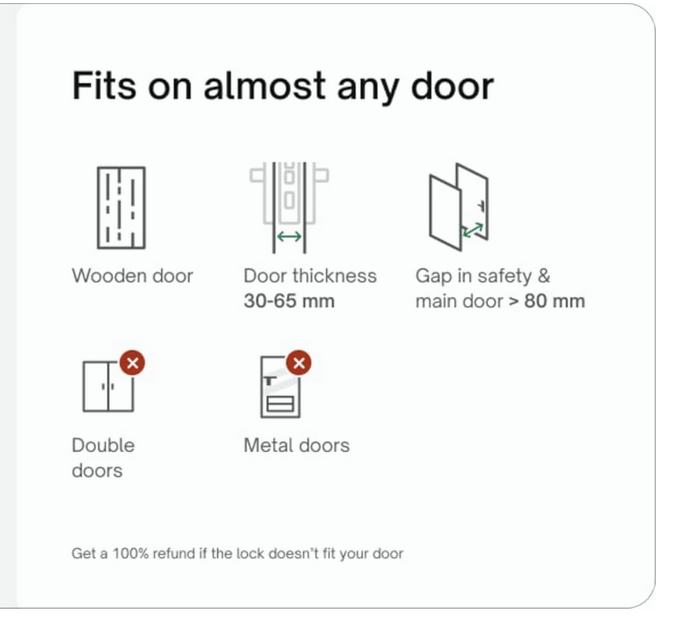 Fits on almost any door
Wooden door
Door thickness
30-65 mm
Gap in safety &
main door > 80 mm
Double
doors
Metal doors
Get a 100% refund if the lock doesn't fit your door